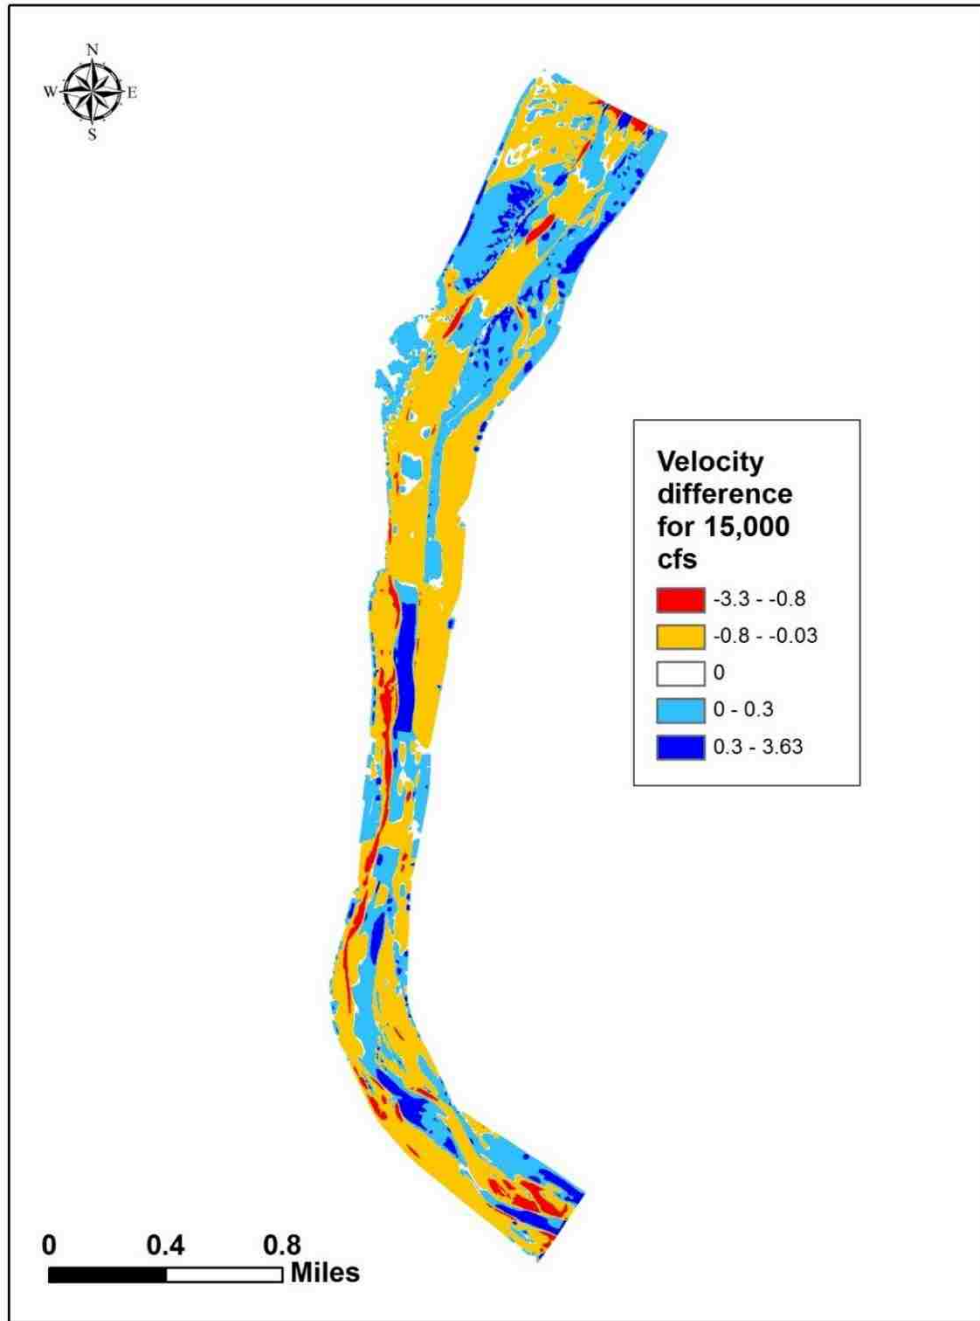 N
W E
S
Velocity
difference
for 15,000
cfs
-3.3 - -0.8
-0.8 - -0.03
0
0 - 0.3
0.3 - 3.63
0 0.4 0.8
Miles